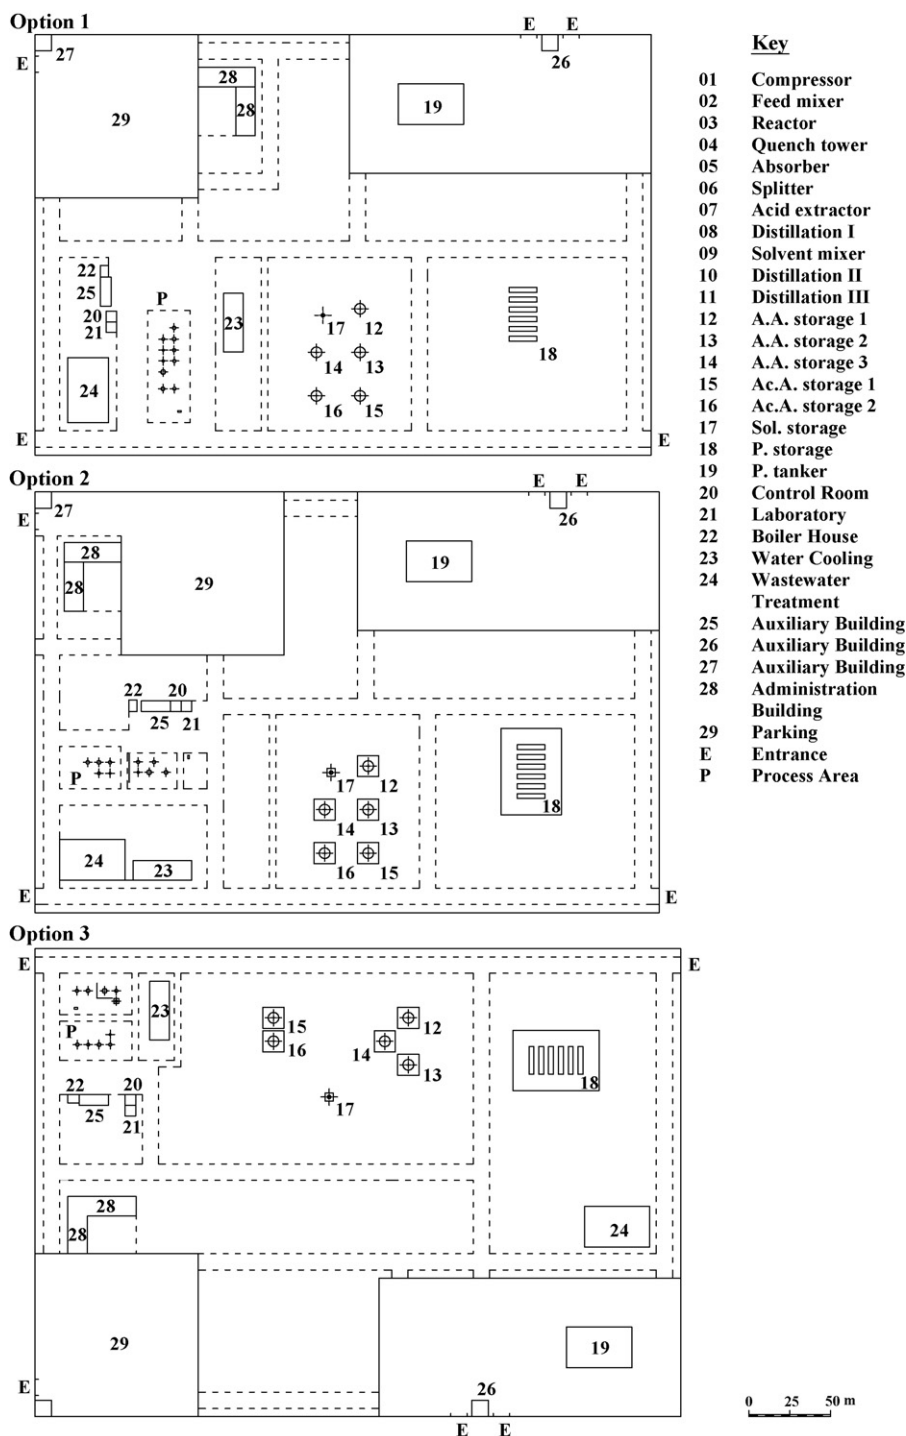 Option 1
E E
27
E
26
28
28
29
19
22
25
P
20
21
23
17
12
14
13
18
24
16
15
E
E
Option 2
E E
27
E
26
28
28
29
19
22
20
25
21
P
17
12
18
14
13
24
23
16
15
E
E
Option 3
E
E
23
15
12
P
16
14
13
18
22
20
17
25
21
28
28
24
29
19
E
26
E E
Key
01 Compressor
02 Feed mixer
03 Reactor
04 Quench tower
05 Absorber
06 Splitter
07 Acid extractor
08 Distillation I
09 Solvent mixer
10 Distillation II
11 Distillation III
12 A.A. storage 1
13 A.A. storage 2
14 A.A. storage 3
15 Ac.A. storage 1
16 Ac.A. storage 2
17 Sol. storage
18 P. storage
19 P. tanker
20 Control Room
21 Laboratory
22 Boiler House
23 Water Cooling
24 Wastewater
Treatment
25 Auxiliary Building
26 Auxiliary Building
27 Auxiliary Building
28 Administration
Building
29 Parking
E Entrance
P Process Area
0 25 50 m